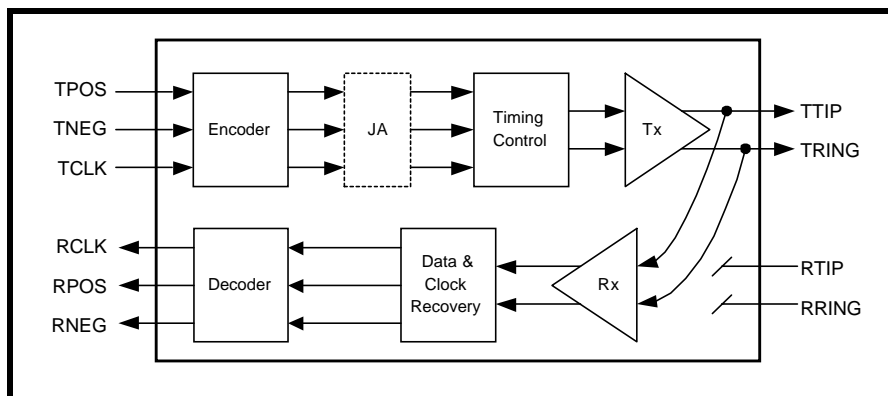 TPOS
TNEG
TCLK
Encoder
JA
Timing
Control
Tx
TTIP
TRING
RCLK
RPOS
RNEG
Decoder
Data &
Clock
Recovery
Rx
RTIP
RRING